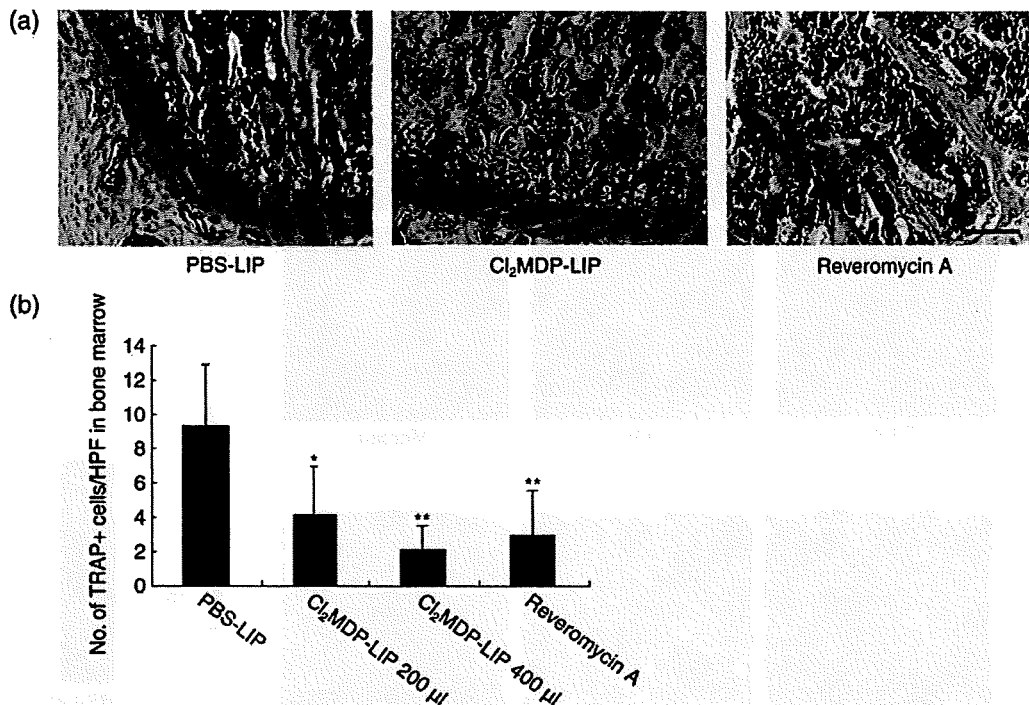 (a)
PBS-LIP
Cl₂MDP-LIP
Reveromycin A
(b)
No. of TRAP+ cells/HPF in bone marrow
14
12
10
8
6
4
2
0
*
**
**
PBS-LIP
Cl₂MDP-LIP 200 µl
Cl₂MDP-LIP 400 µl
Reveromycin A